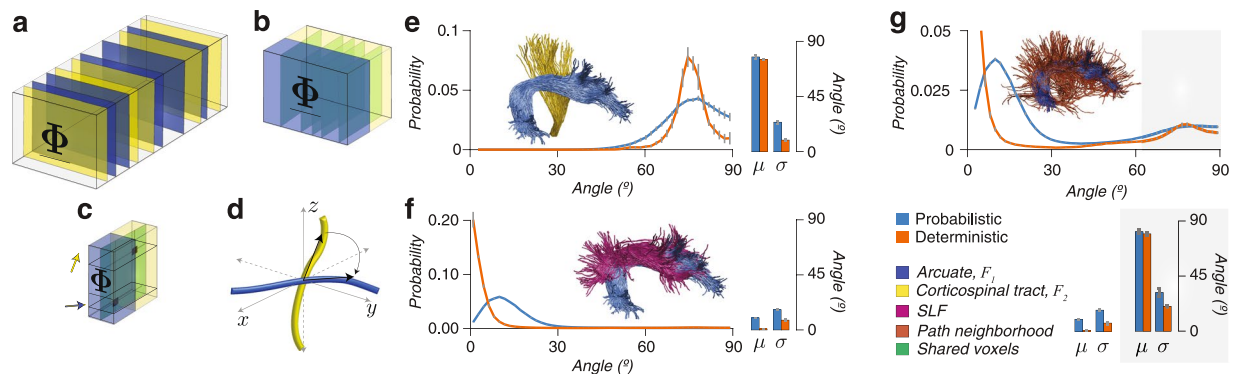 a
Φ
b
Φ
c
Φ
d
z
x
y
e
0.1
0.05
0
Probability
0 30 60 90
Angle (º)
90
45
0
Angle (º)
μ σ
f
0.20
0.10
0.00
Probability
0 30 60 90
Angle (º)
90
45
0
Angle (º)
μ σ
g
0.05
0.025
0
Probability
0 30 60 90
Angle (º)
Probabilistic
Deterministic
Arcuate, F1
Corticospinal tract, F2
SLF
Path neighborhood
Shared voxels
μ σ
μ σ
90
45
0
Angle (º)